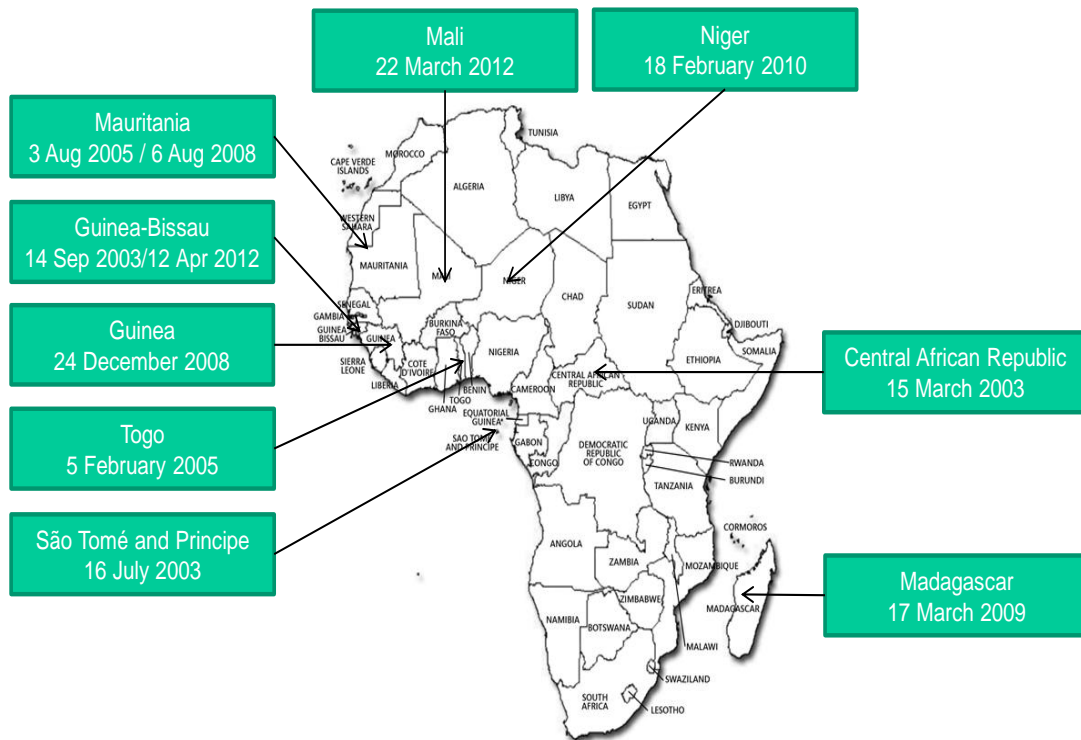 Mali
22 March 2012
Niger
18 February 2010
Mauritania
3 Aug 2005 / 6 Aug 2008
Guinea-Bissau
14 Sep 2003/12 Apr 2012
Guinea
24 December 2008
Togo
5 February 2005
São Tomé and Principe
16 July 2003
Central African Republic
15 March 2003
Madagascar
17 March 2009
TUNISIA
MOROCCO
CAPE VERDE
ISLANDS
ALGERIA
LIBYA
EGYPT
WESTERN
SAHARA
MAURITANIA
MALI
NIGER
CHAD
SUDAN
ERITREA
SENEGAL
GAMBIA
GUINEA
BISSAU
GUINEA
BURKINA
FASO
DJIBOUTI
SOMALIA
ETHIOPIA
NIGERIA
SIERRA
LEONE
COTE
D'IVOIRE
LIBERIA
GHANA
TOGO
BENIN
CAMEROON
CENTRAL AFRICAN
REPUBLIC
EQUATORIAL
GUINEA
SAO TOME
AND PRINCIPE
GABON
CONGO
DEMOCRATIC
REPUBLIC
OF CONGO
UGANDA
KENYA
RWANDA
BURUNDI
TANZANIA
CORMOROS
ANGOLA
ZAMBIA
MOZAMBIQUE
ZIMBABWE
MADAGASCAR
NAMIBIA
BOTSWANA
MALAWI
SWAZILAND
SOUTH
AFRICA
LESOTHO